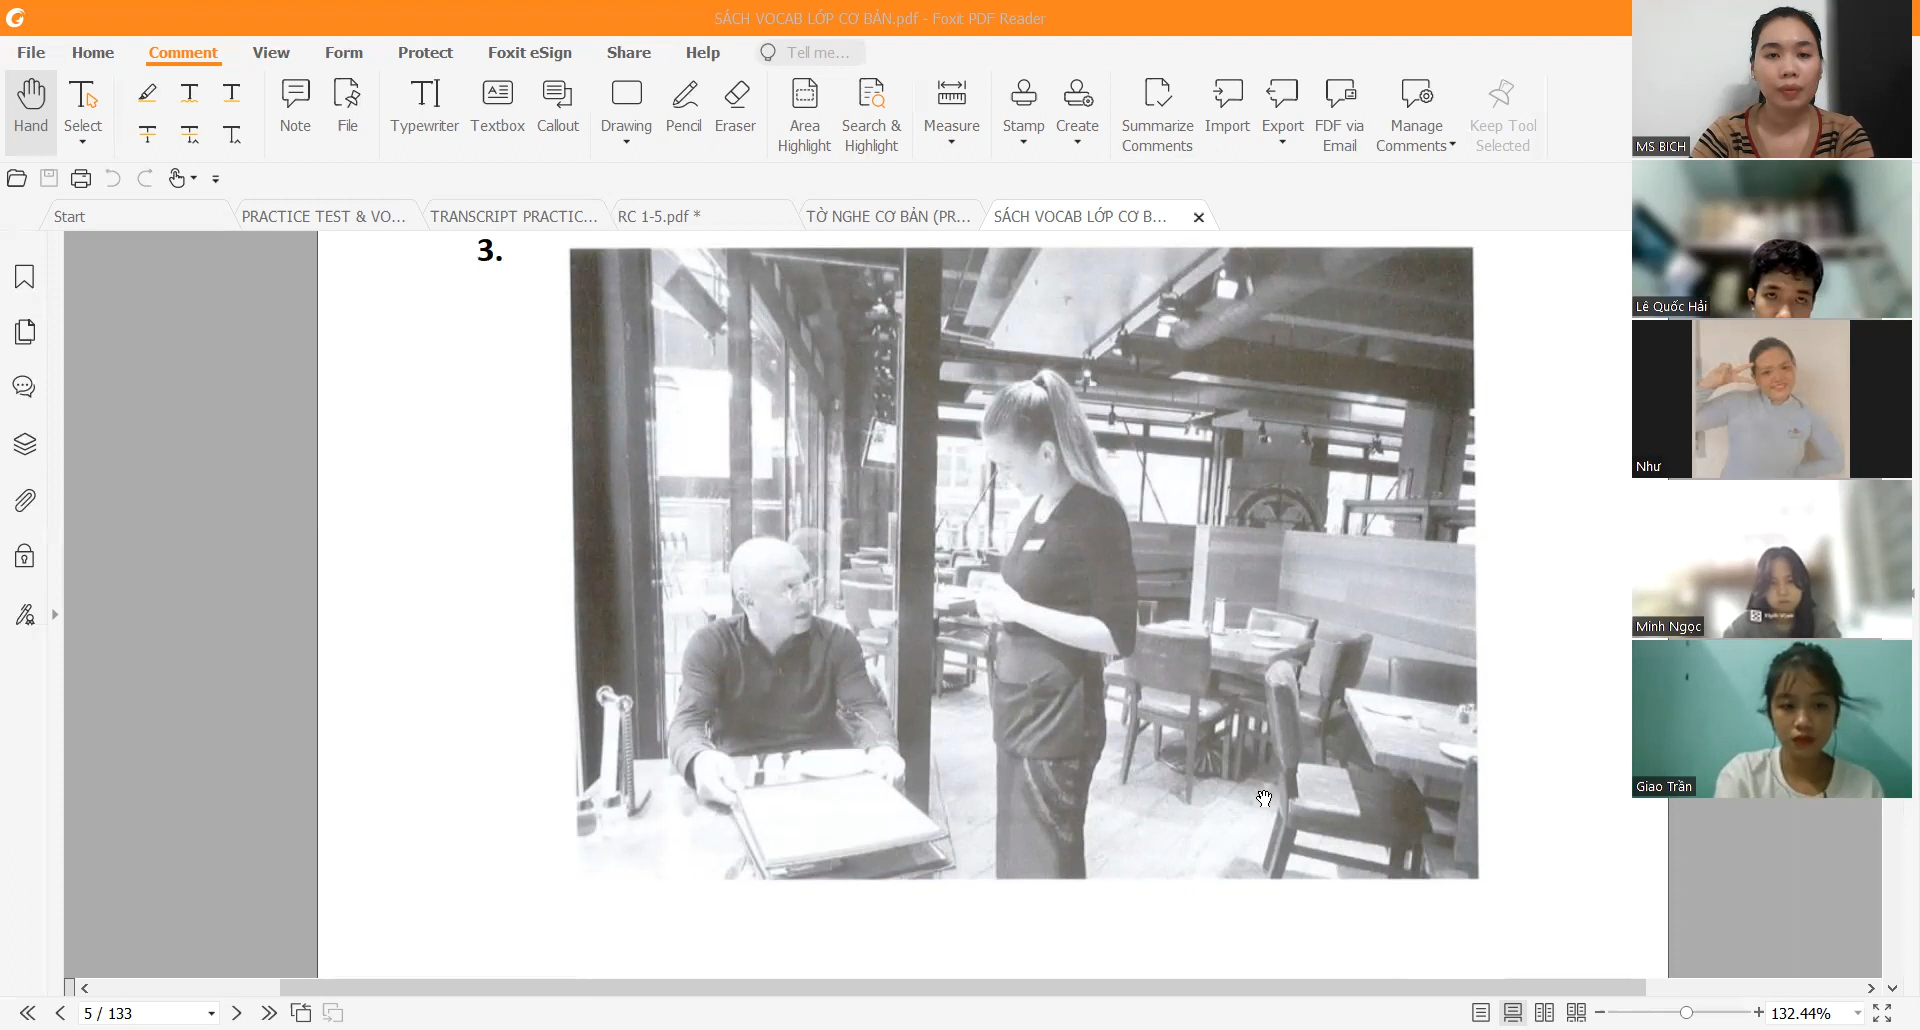 SÁCH VOCAB LỚP CƠ BẢN.pdf - Foxit PDF Reader
File Home Comment View Form Protect Foxit eSign Share Help Tell me...
Hand Select Note File Typewriter Textbox Callout Drawing Pencil Eraser Area Highlight Search & Highlight Measure Stamp Create Summarize Comments Import Export FDF via Email Manage Comments Keep Tool Selected
Start PRACTICE TEST & VO... TRANSCRIPT PRACTIC... RC 1-5.pdf * TỜ NGHE CƠ BẢN (PR... SÁCH VOCAB LỚP CƠ B...
3.
MS BICH
Lê Quốc Hải
Như
Minh Ngọc
Giao Trần
5 / 133
132.44%